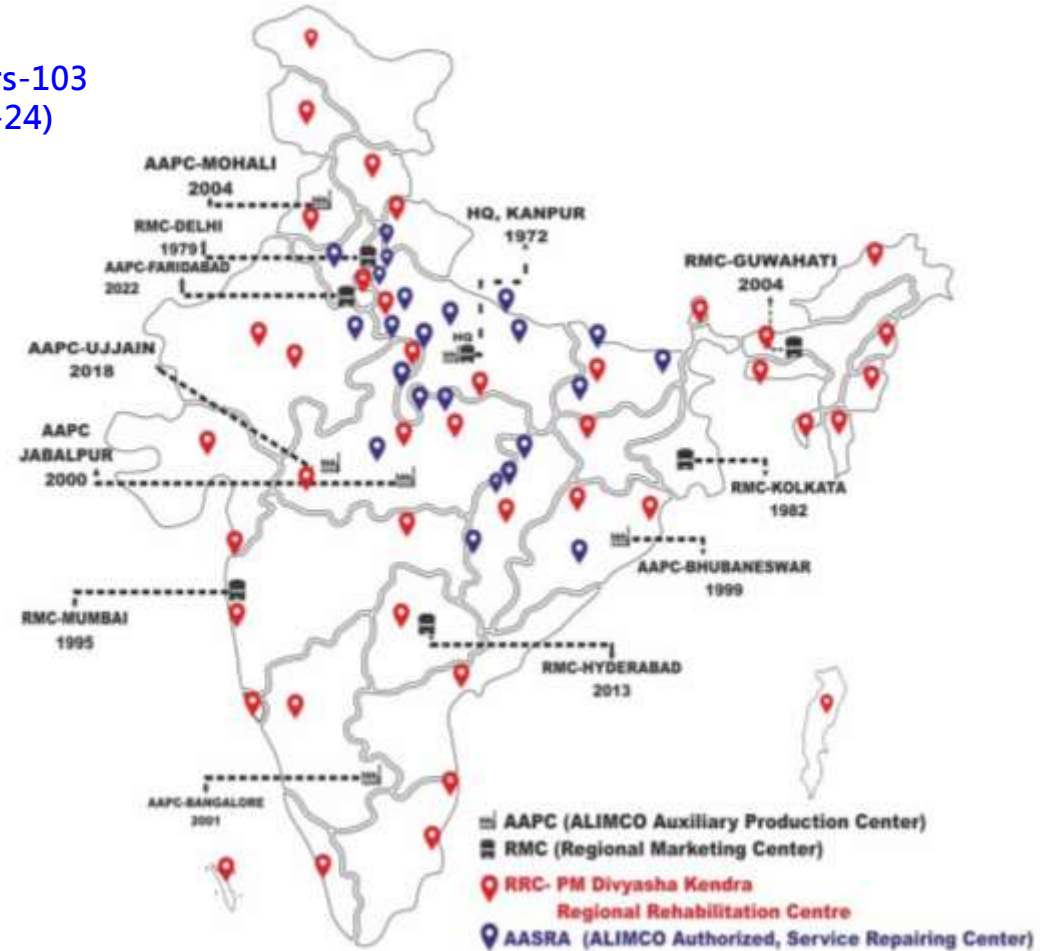 rs-103
-24)
AAPC-MOHALI
2004
RMC-DELHI
1979
AAPC-FARIDABAD
2022
HQ, KANPUR
1972
RMC-GUWAHATI
2004
HQ
AAPC-UJJAIN
2018
AAPC
JABALPUR
2000
RMC-KOLKATA
1982
AAPC-BHUBANESWAR
1999
RMC-MUMBAI
1995
RMC-HYDERABAD
2013
AAPC-BANGALORE
2001
AAPC (ALIMCO Auxiliary Production Center)
RMC (Regional Marketing Center)
RRC- PM Divyasha Kendra
Regional Rehabilitation Centre
AASRA (ALIMCO Authorized, Service Repairing Center)